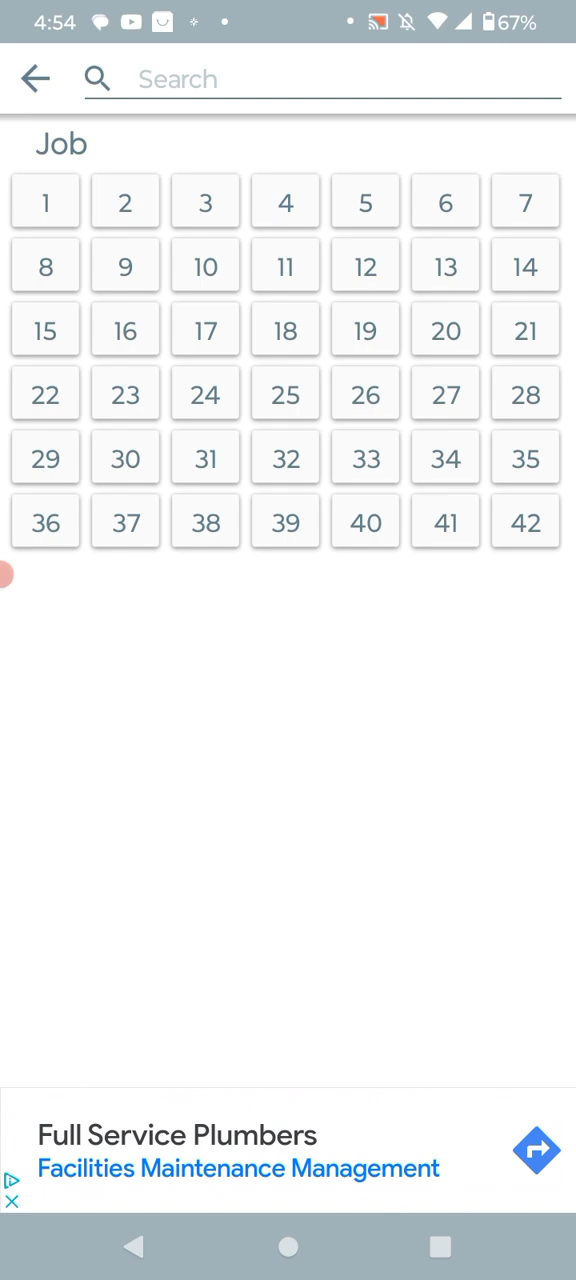 4:54 67%
Search
Job
1 2 3 4 5 6 7
8 9 10 11 12 13 14
15 16 17 18 19 20 21
22 23 24 25 26 27 28
29 30 31 32 33 34 35
36 37 38 39 40 41 42
Full Service Plumbers
Facilities Maintenance Management